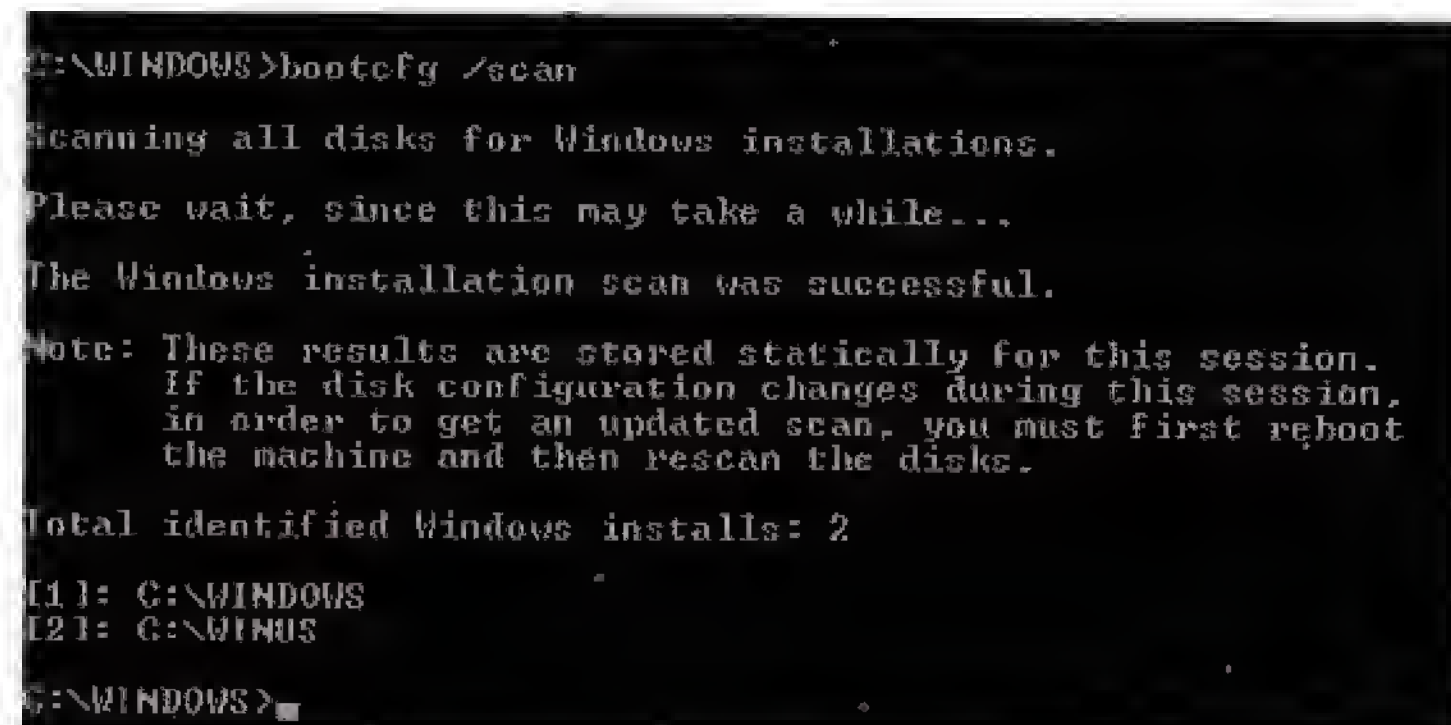 C:\WINDOWS>bootcfg /scan
Scanning all disks for Windows installations.
Please wait, since this may take a while...
The Windows installation scan was successful.
Note: These results are stored statically for this session.
If the disk configuration changes during this session,
in order to get an updated scan, you must first reboot
the machine and then rescan the disks.
Total identified Windows installs: 2
[1]: C:\WINDOWS
[2]: C:\WINUS
C:\WINDOWS>